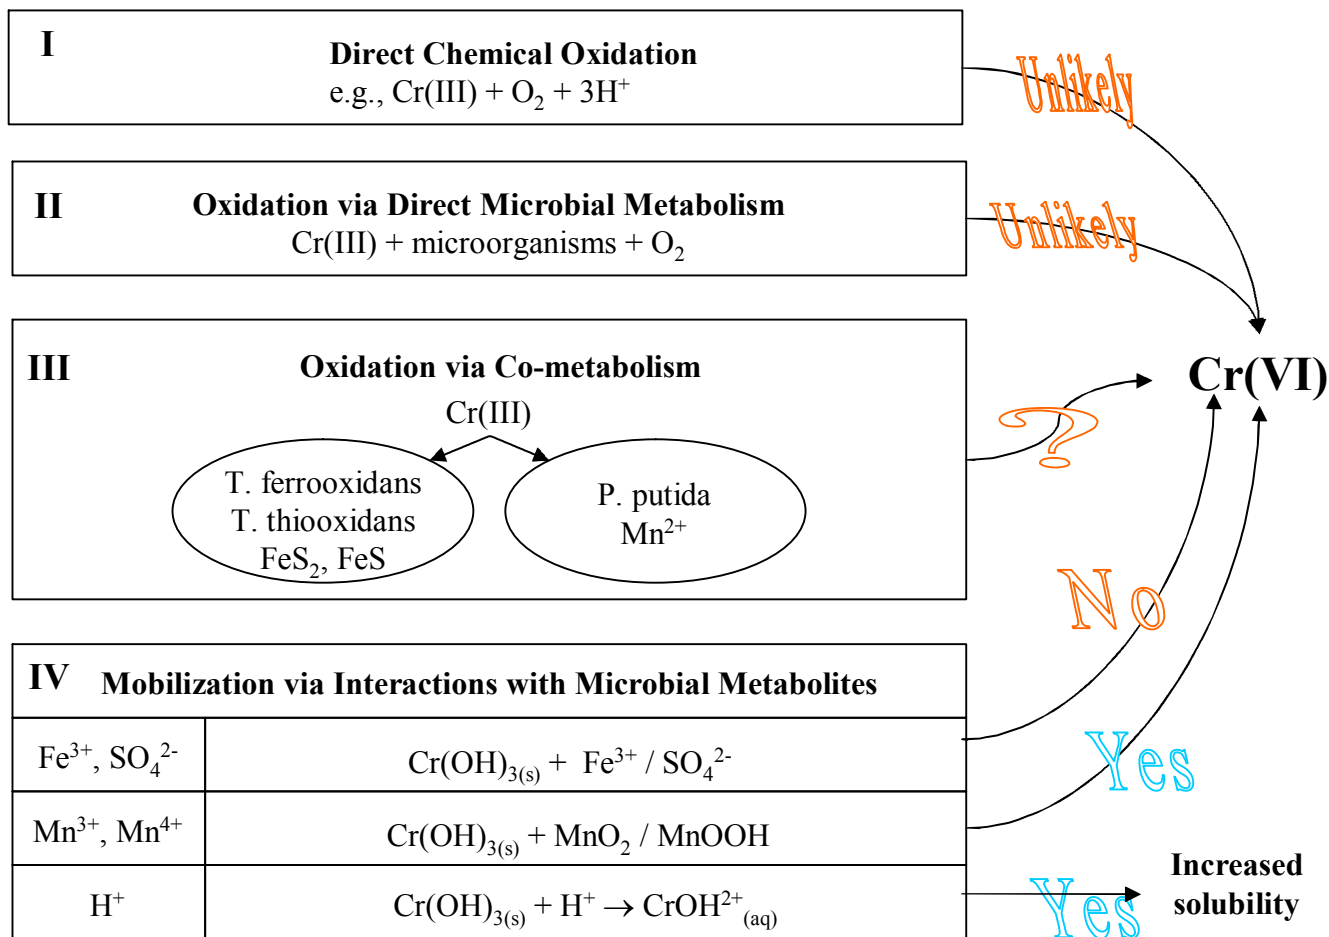 I
Direct Chemical Oxidation
e.g., Cr(III) + O₂ + 3H⁺
Unlikely
II
Oxidation via Direct Microbial Metabolism
Cr(III) + microorganisms + O₂
Unlikely
III
Oxidation via Co-metabolism
Cr(III)
T. ferrooxidans
T. thiooxidans
FeS₂, FeS
P. putida
Mn²⁺
?
Cr(VI)
No
IV
Mobilization via Interactions with Microbial Metabolites
Fe³⁺, SO₄²⁻
Cr(OH)₃₍ₛ₎ + Fe³⁺ / SO₄²⁻
Yes
Mn³⁺, Mn⁴⁺
Cr(OH)₃₍ₛ₎ + MnO₂ / MnOOH
H⁺
Cr(OH)₃₍ₛ₎ + H⁺ → CrOH²⁺(aq)
Yes
Increased
solubility